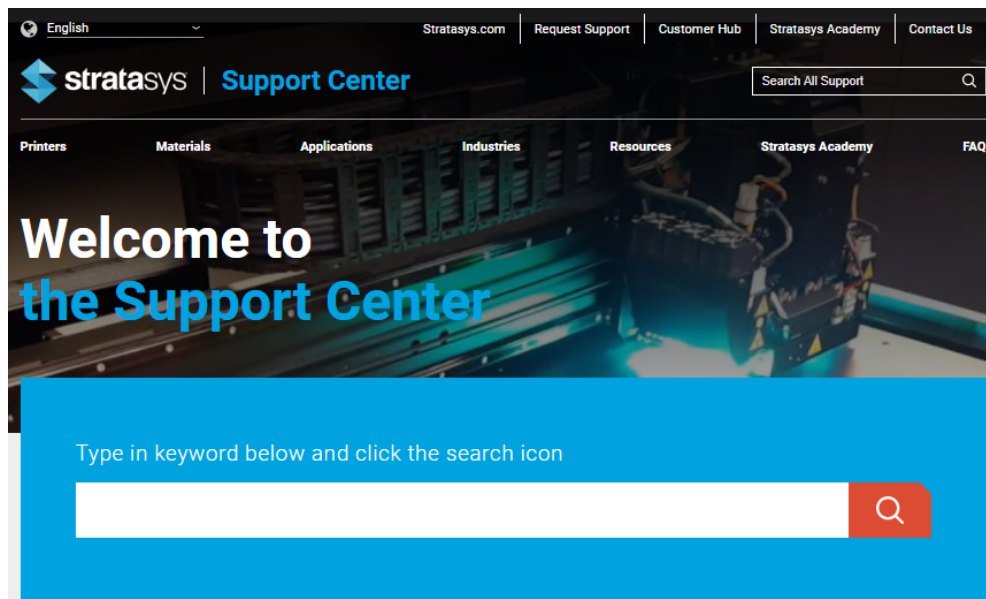 English
Stratasys.com Request Support Customer Hub Stratasys Academy Contact Us
stratasys Support Center
Search All Support
Printers Materials Applications Industries Resources Stratasys Academy FAQ
Welcome to
the Support Center
Type in keyword below and click the search icon